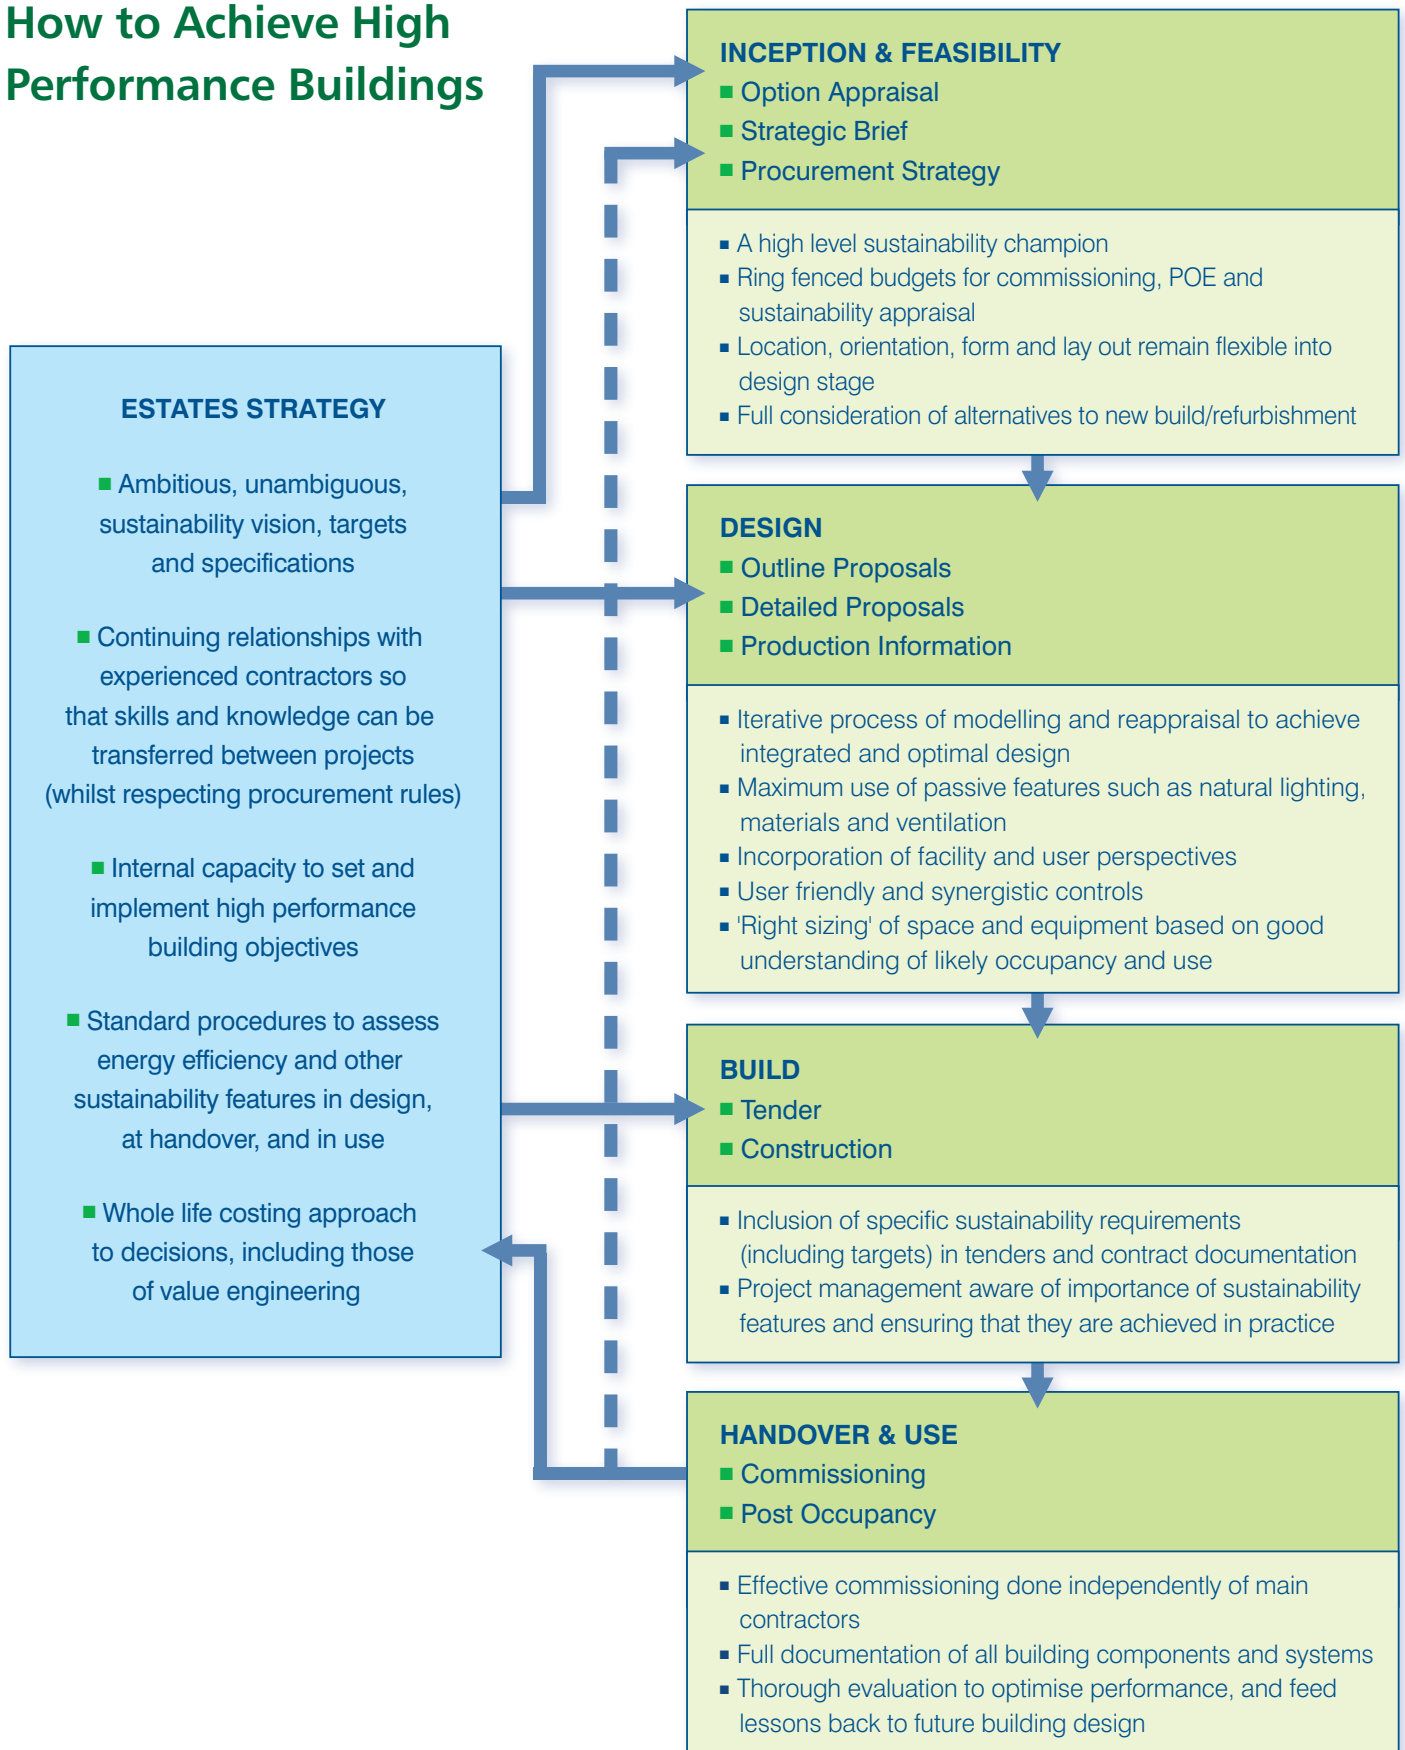 How to Achieve High
Performance Buildings
ESTATES STRATEGY
■ Ambitious, unambiguous,
sustainability vision, targets
and specifications
■ Continuing relationships with
experienced contractors so
that skills and knowledge can be
transferred between projects
(whilst respecting procurement rules)
■ Internal capacity to set and
implement high performance
building objectives
■ Standard procedures to assess
energy efficiency and other
sustainability features in design,
at handover, and in use
■ Whole life costing approach
to decisions, including those
of value engineering
INCEPTION & FEASIBILITY
■ Option Appraisal
■ Strategic Brief
■ Procurement Strategy
■ A high level sustainability champion
■ Ring fenced budgets for commissioning, POE and
sustainability appraisal
■ Location, orientation, form and lay out remain flexible into
design stage
■ Full consideration of alternatives to new build/refurbishment
DESIGN
■ Outline Proposals
■ Detailed Proposals
■ Production Information
■ Iterative process of modelling and reappraisal to achieve
integrated and optimal design
■ Maximum use of passive features such as natural lighting,
materials and ventilation
■ Incorporation of facility and user perspectives
■ User friendly and synergistic controls
■ 'Right sizing' of space and equipment based on good
understanding of likely occupancy and use
BUILD
■ Tender
■ Construction
■ Inclusion of specific sustainability requirements
(including targets) in tenders and contract documentation
■ Project management aware of importance of sustainability
features and ensuring that they are achieved in practice
HANDOVER & USE
■ Commissioning
■ Post Occupancy
■ Effective commissioning done independently of main
contractors
■ Full documentation of all building components and systems
■ Thorough evaluation to optimise performance, and feed
lessons back to future building design